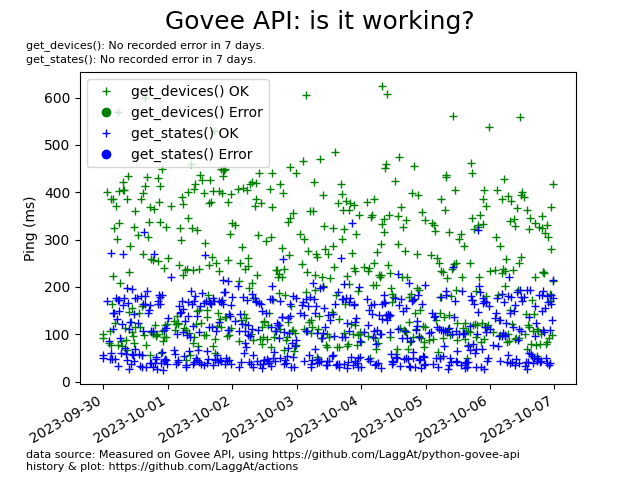 Govee API: is it working?
get_devices(): No recorded error in 7 days.
get_states(): No recorded error in 7 days.
get_devices() OK
get_devices() Error
get_states() OK
get_states() Error
Ping (ms)
600
500
400
300
200
100
0
2023-09-30
2023-10-01
2023-10-02
2023-10-03
2023-10-04
2023-10-05
2023-10-06
2023-10-07
data source: Measured on Govee API, using https://github.com/LaggAt/python-govee-api
history & plot: https://github.com/LaggAt/actions